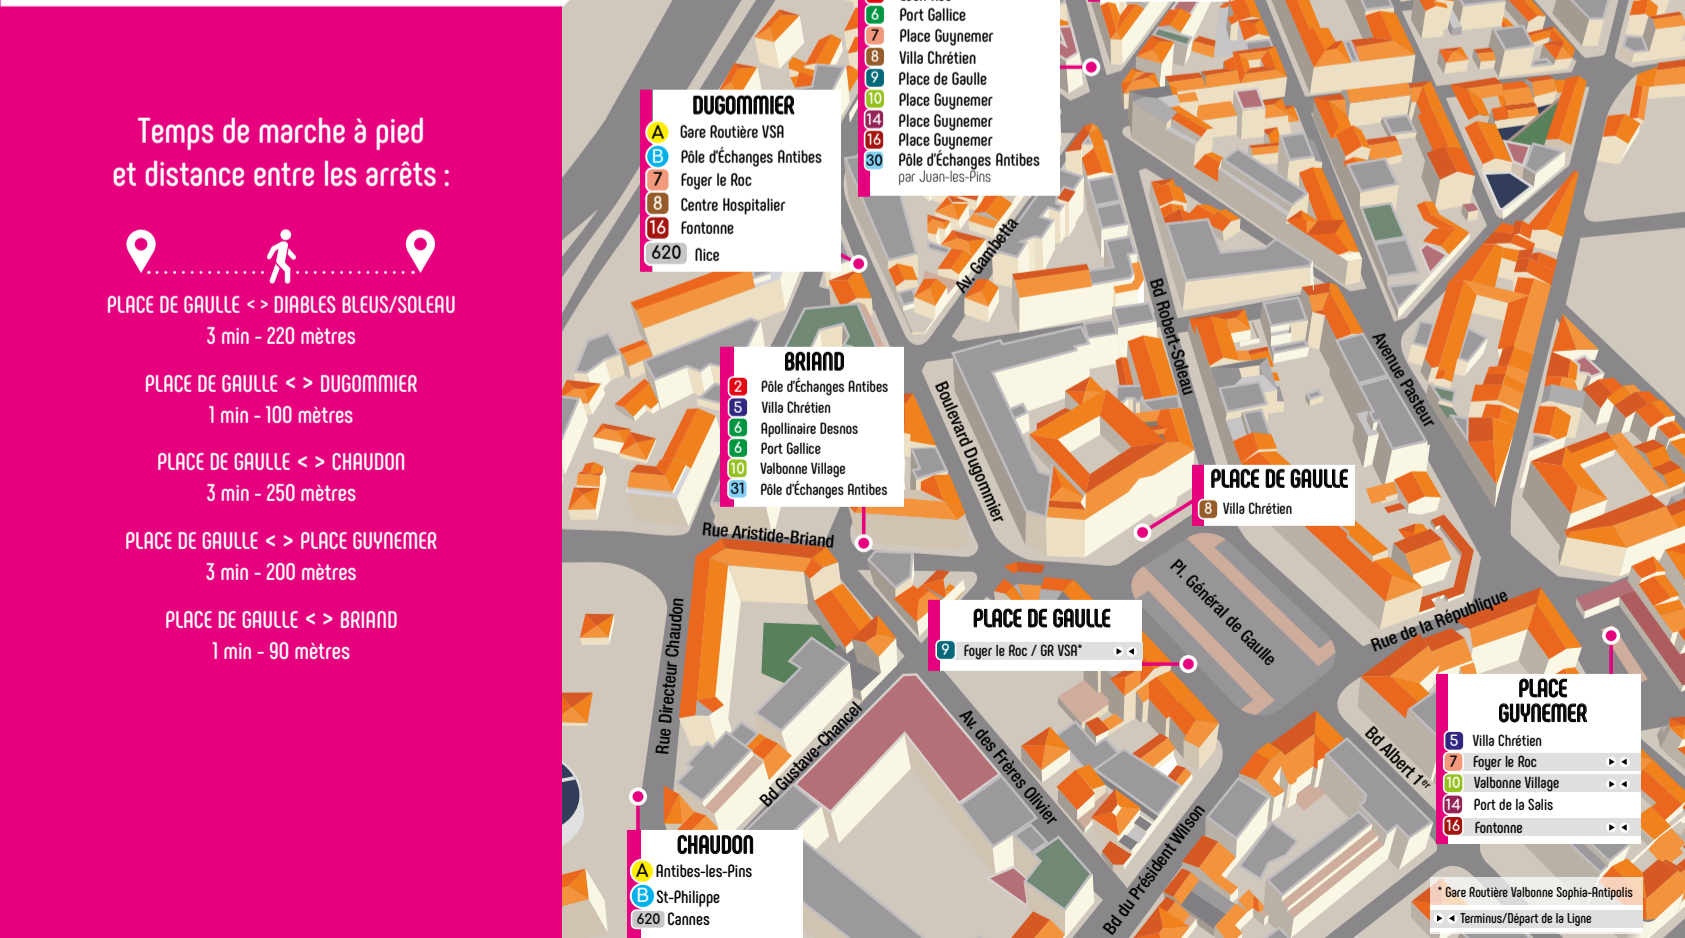 Temps de marche à pied
et distance entre les arrêts :
PLACE DE GAULLE < > DIABLES BLEUS/SOLEAU
3 min - 220 mètres
PLACE DE GAULLE < > DUGOMMIER
1 min - 100 mètres
PLACE DE GAULLE < > CHAUDON
3 min - 250 mètres
PLACE DE GAULLE < > PLACE GUYNEMER
3 min - 200 mètres
PLACE DE GAULLE < > BRIAND
1 min - 90 mètres
6 Port Gallice
7 Place Guynemer
8 Villa Chrétien
9 Place de Gaulle
10 Place Guynemer
14 Place Guynemer
16 Place Guynemer
30 Pôle d'Échanges Antibes
par Juan-les-Pins
DUGOMMIER
A Gare Routière VSA
B Pôle d'Échanges Antibes
7 Foyer le Roc
8 Centre Hospitalier
16 Fontonne
620 Nice
Av. Gambetta
Bd Robert-Soleau
Avenue Pasteur
BRIAND
2 Pôle d'Échanges Antibes
5 Villa Chrétien
6 Apollinaire Desnos
6 Port Gallice
10 Valbonne Village
31 Pôle d'Échanges Antibes
Boulevard Dugommier
PLACE DE GAULLE
8 Villa Chrétien
Rue Aristide-Briand
Pl. Général de Gaulle
Rue de la République
PLACE DE GAULLE
9 Foyer le Roc / GR VSA*
Rue Directeur Chaudon
Bd Gustave-Chancel
Av. des Frères Olivier
Bd du Président Wilson
Bd Albert 1er
PLACE
GUYNEMER
5 Villa Chrétien
7 Foyer le Roc
10 Valbonne Village
14 Port de la Salis
16 Fontonne
CHAUDON
A Antibes-les-Pins
B St-Philippe
620 Cannes
* Gare Routière Valbonne Sophia-Antipolis
Terminus/Départ de la Ligne